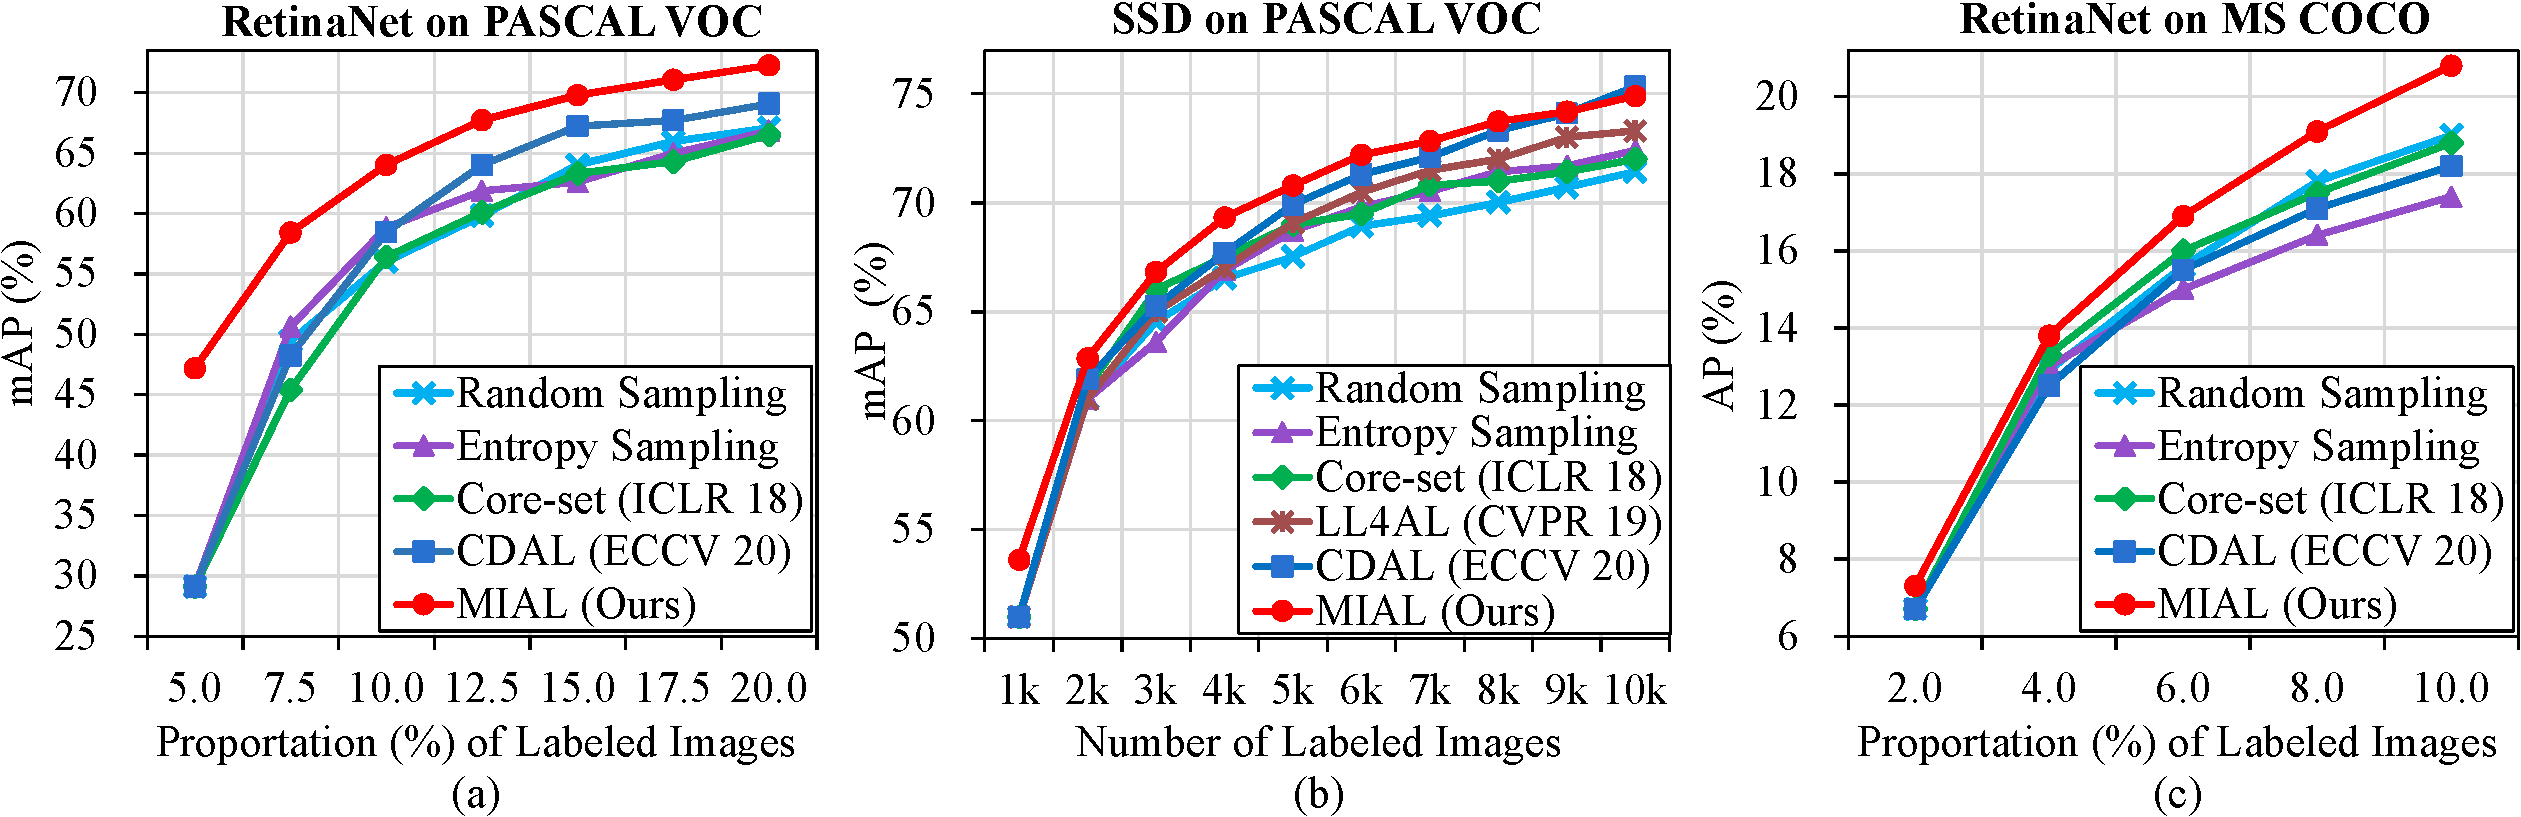 RetinaNet on PASCAL VOC
mAP (%)
70
65
60
55
50
45
40
35
30
25
Random Sampling
Entropy Sampling
Core-set (ICLR 18)
CDAL (ECCV 20)
MIAL (Ours)
5.0 7.5 10.0 12.5 15.0 17.5 20.0
Proportation (%) of Labeled Images
(a)
SSD on PASCAL VOC
mAP (%)
75
70
65
60
55
50
Random Sampling
Entropy Sampling
Core-set (ICLR 18)
LL4AL (CVPR 19)
CDAL (ECCV 20)
MIAL (Ours)
1k 2k 3k 4k 5k 6k 7k 8k 9k 10k
Number of Labeled Images
(b)
RetinaNet on MS COCO
AP (%)
20
18
16
14
12
10
8
6
Random Sampling
Entropy Sampling
Core-set (ICLR 18)
CDAL (ECCV 20)
MIAL (Ours)
2.0 4.0 6.0 8.0 10.0
Proportation (%) of Labeled Images
(c)